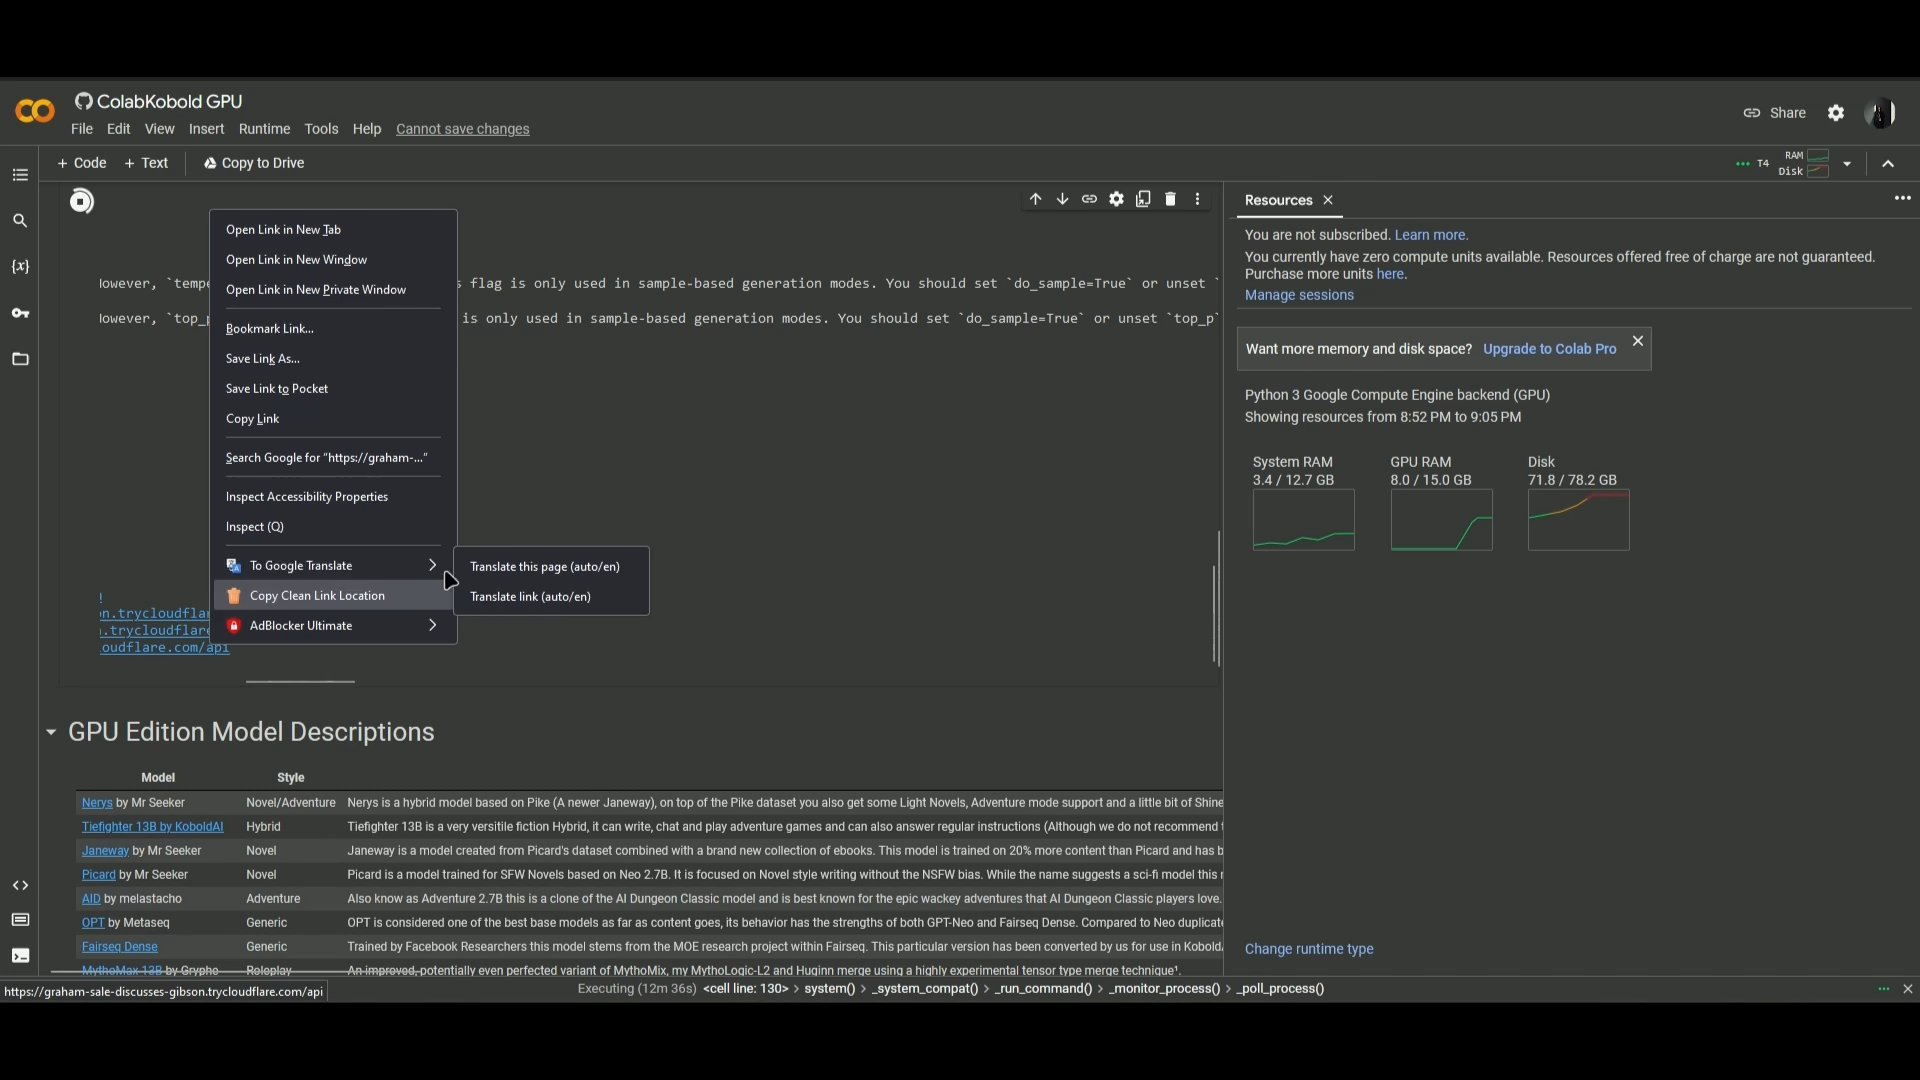 ColabKobold GPU
File Edit View Insert Runtime Tools Help Cannot save changes
Share
+ Code + Text Copy to Drive
T4 RAM
Disk
Open Link in New Tab
Open Link in New Window
Open Link in New Private Window
Bookmark Link...
Save Link As...
Save Link to Pocket
Copy Link
Search Google for "https://graham-..."
Inspect Accessibility Properties
Inspect (Q)
To Google Translate
Copy Clean Link Location
AdBlocker Ultimate
Translate this page (auto/en)
Translate link (auto/en)
lowever, `tempe s flag is only used in sample-based generation modes. You should set `do_sample=True` or unset `
lowever, `top_p is only used in sample-based generation modes. You should set `do_sample=True` or unset `top_p`
n.trycloudflar
.trycloudflare
oudflare.com/api
Resources
You are not subscribed. Learn more.
You currently have zero compute units available. Resources offered free of charge are not guaranteed.
Purchase more units here.
Manage sessions
Want more memory and disk space? Upgrade to Colab Pro
Python 3 Google Compute Engine backend (GPU)
Showing resources from 8:52 PM to 9:05 PM
System RAM GPU RAM Disk
3.4 / 12.7 GB 8.0 / 15.0 GB 71.8 / 78.2 GB
Change runtime type
GPU Edition Model Descriptions
Model Style
Nerys by Mr Seeker Novel/Adventure Nerys is a hybrid model based on Pike (A newer Janeway), on top of the Pike dataset you also get some Light Novels, Adventure mode support and a little bit of Shine
Tiefighter 13B by KoboldAI Hybrid Tiefighter 13B is a very versitile fiction Hybrid, it can write, chat and play adventure games and can also answer regular instructions (Although we do not recommend
Janeway by Mr Seeker Novel Janeway is a model created from Picard's dataset combined with a brand new collection of ebooks. This model is trained on 20% more content than Picard and has b
Picard by Mr Seeker Novel Picard is a model trained for SFW Novels based on Neo 2.7B. It is focused on Novel style writing without the NSFW bias. While the name suggests a sci-fi model this
AID by melastacho Adventure Also know as Adventure 2.7B this is a clone of the AI Dungeon Classic model and is best known for the epic wackey adventures that AI Dungeon Classic players love.
OPT by Metaseq Generic OPT is considered one of the best base models as far as content goes, its behavior has the strengths of both GPT-Neo and Fairseq Dense. Compared to Neo duplicate
Fairseq Dense Generic Trained by Facebook Researchers this model stems from the MOE research project within Fairseq. This particular version has been converted by us for use in Kobold
MythoMax 13B by Gryphe Roleplay An improved, potentially even perfected variant of MythoMix, my MythoLogic-L2 and Huginn merge using a highly experimental tensor type merge technique¹.
https://graham-sale-discusses-gibson.trycloudflare.com/api
Executing (12m 36s) <cell line: 130> > system() > _system_compat() > _run_command() > _monitor_process() > _poll_process()